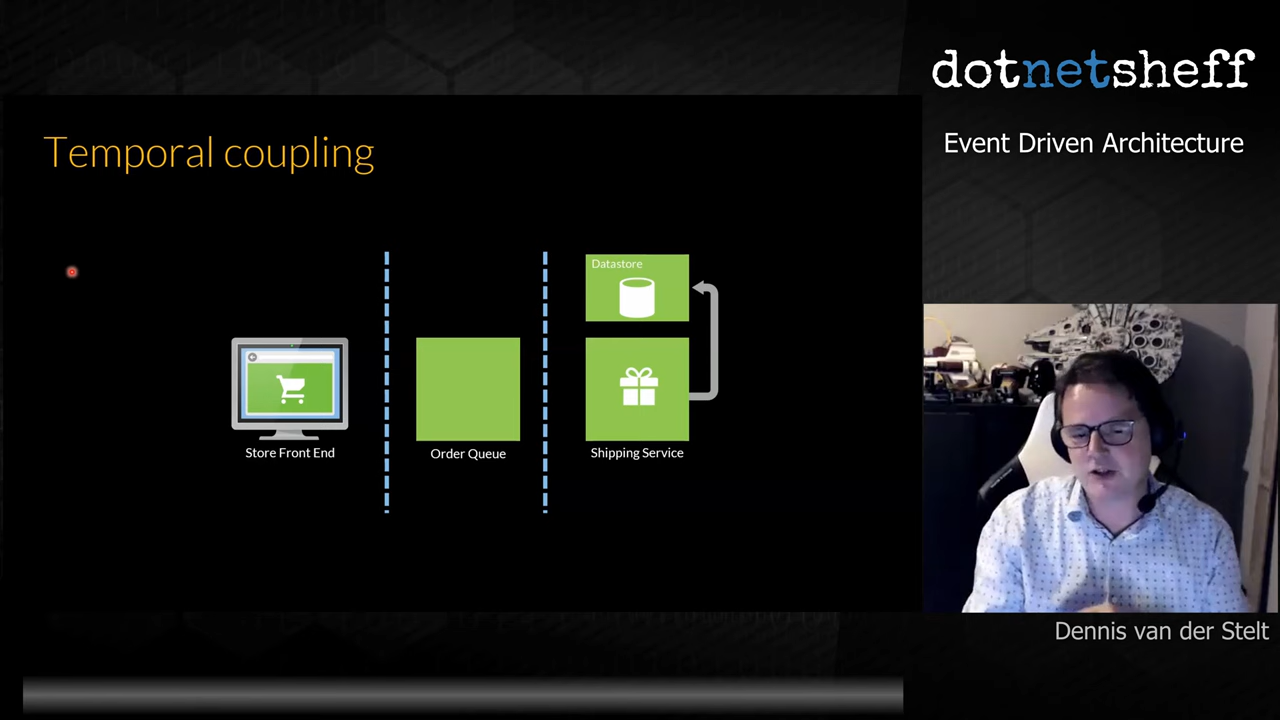 dotnetsheff
Event Driven Architecture
Temporal coupling
Datastore
Store Front End
Order Queue
Shipping Service
Dennis van der Stelt